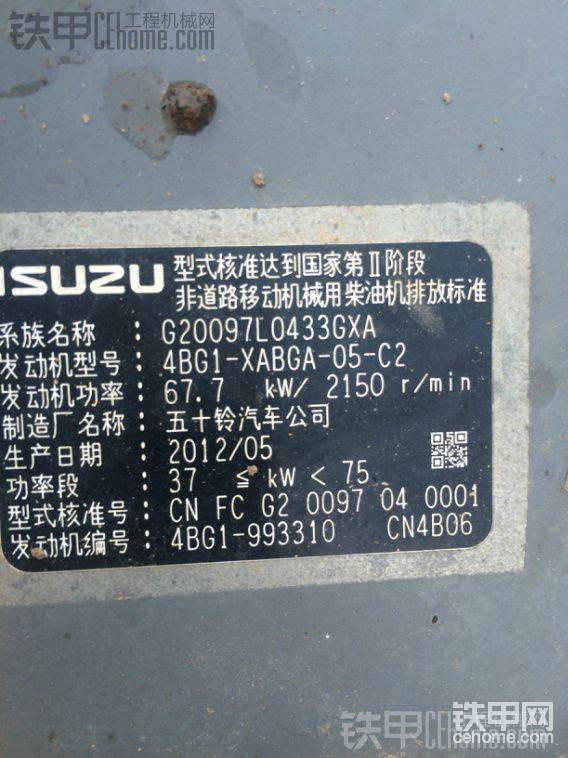 铁甲CE工程机械网
Cehome.com
ISUZU
型式核准达到国家第Ⅱ阶段
非道路移动机械用柴油机排放标准
系族名称 : G20097L0433GXA
发动机型号 : 4BG1-XABGA-05-C2
发动机功率 : 67.7 kW/ 2150 r/min
制造厂名称 : 五十铃汽车公司
生产日期 : 2012/05
功率段 : 37 ≦ kW < 75
型式核准号 : CN FC G2 0097 04 0001
发动机编号 : 4BG1-993310 CN4B06
铁甲网
cehome.com